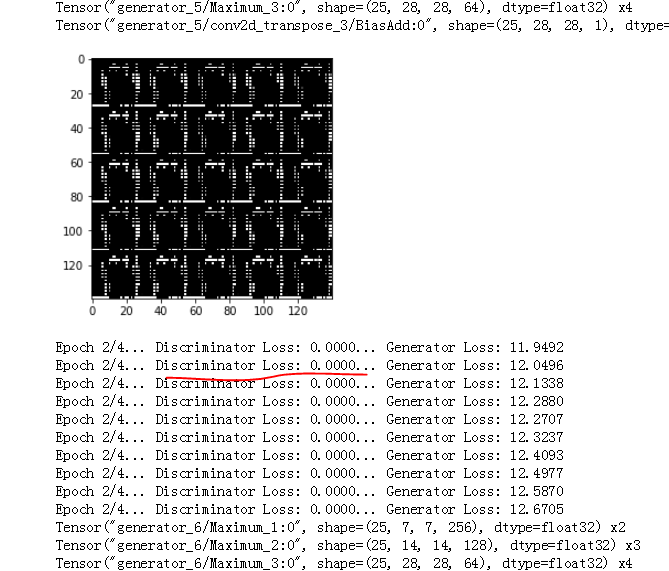 Tensor("generator_5/Maximum_3:0", shape=(25, 28, 28, 64), dtype=float32) x4
Tensor("generator_5/conv2d_transpose_3/BiasAdd:0", shape=(25, 28, 28, 1), dtype=
0
20
40
60
80
100
120
0 20 40 60 80 100 120
Epoch 2/4... Discriminator Loss: 0.0000... Generator Loss: 11.9492
Epoch 2/4... Discriminator Loss: 0.0000... Generator Loss: 12.0496
Epoch 2/4... Discriminator Loss: 0.0000... Generator Loss: 12.1338
Epoch 2/4... Discriminator Loss: 0.0000... Generator Loss: 12.2880
Epoch 2/4... Discriminator Loss: 0.0000... Generator Loss: 12.2707
Epoch 2/4... Discriminator Loss: 0.0000... Generator Loss: 12.3237
Epoch 2/4... Discriminator Loss: 0.0000... Generator Loss: 12.4093
Epoch 2/4... Discriminator Loss: 0.0000... Generator Loss: 12.4977
Epoch 2/4... Discriminator Loss: 0.0000... Generator Loss: 12.5870
Epoch 2/4... Discriminator Loss: 0.0000... Generator Loss: 12.6705
Tensor("generator_6/Maximum_1:0", shape=(25, 7, 7, 256), dtype=float32) x2
Tensor("generator_6/Maximum_2:0", shape=(25, 14, 14, 128), dtype=float32) x3
Tensor("generator_6/Maximum_3:0", shape=(25, 28, 28, 64), dtype=float32) x4